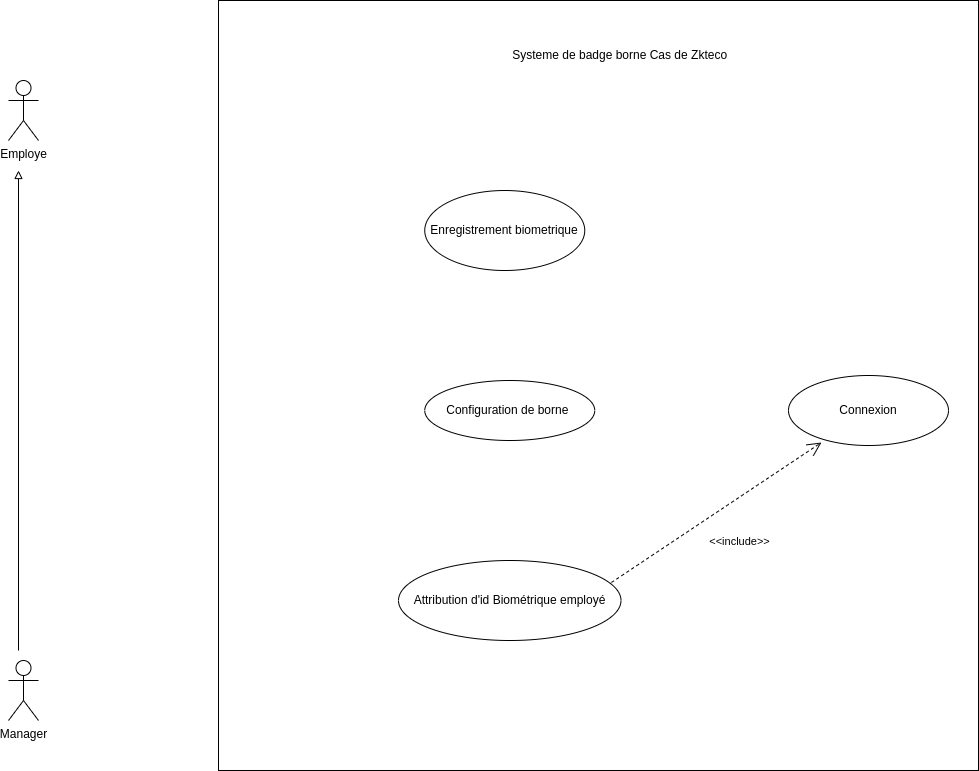 Systeme de badge borne Cas de Zkteco
Employe
Enregistrement biometrique
Configuration de borne
Connexion
<<include>>
Attribution d'id Biométrique employé
Manager